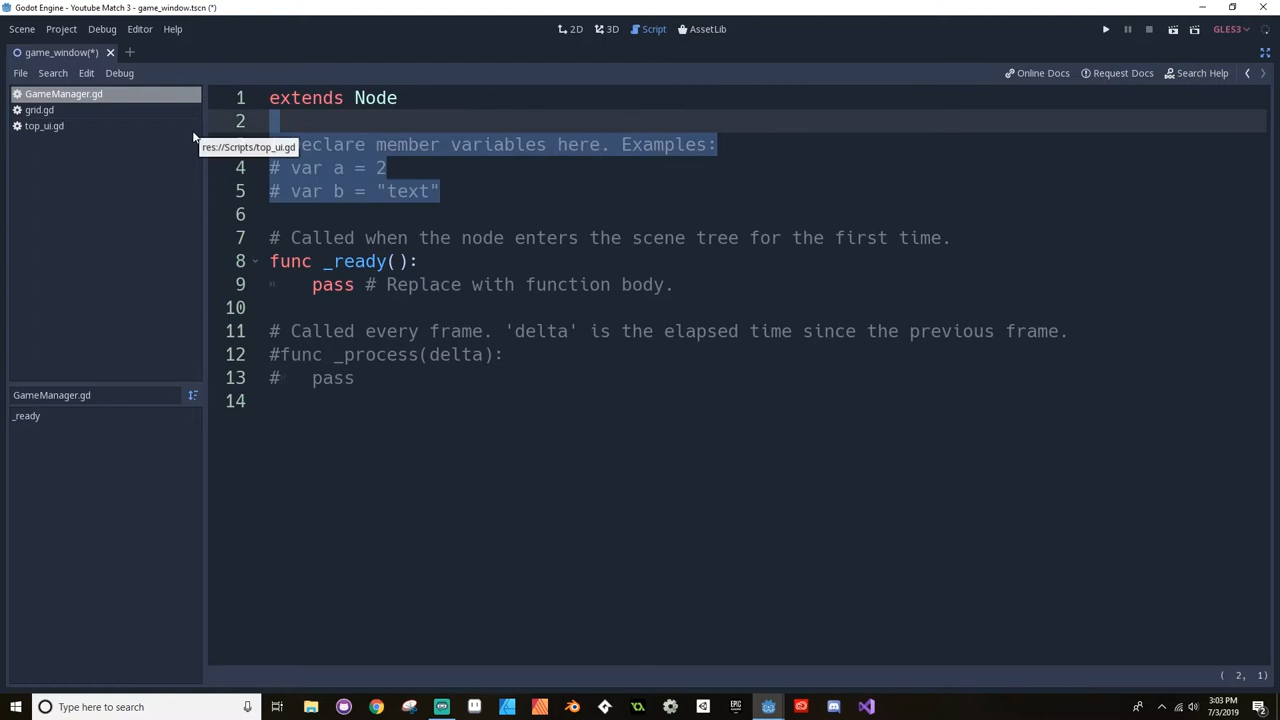 Godot Engine - Youtube Match 3 - game_window.tscn (*)
Scene Project Debug Editor Help
2D 3D Script AssetLib
GLES3
game_window(*)
File Search Edit Debug
Online Docs Request Docs Search Help
GameManager.gd
grid.gd
top_ui.gd
res://Scripts/top_ui.gd
GameManager.gd
_ready
1 extends Node
2
eclare member variables here. Examples:
4 # var a = 2
5 # var b = "text"
6
7 # Called when the node enters the scene tree for the first time.
8 func _ready():
9 pass # Replace with function body.
10
11 # Called every frame. 'delta' is the elapsed time since the previous frame.
12 #func _process(delta):
13 # pass
14
( 2, 1)
Type here to search
EPIC
3:03 PM
7/3/2019
2